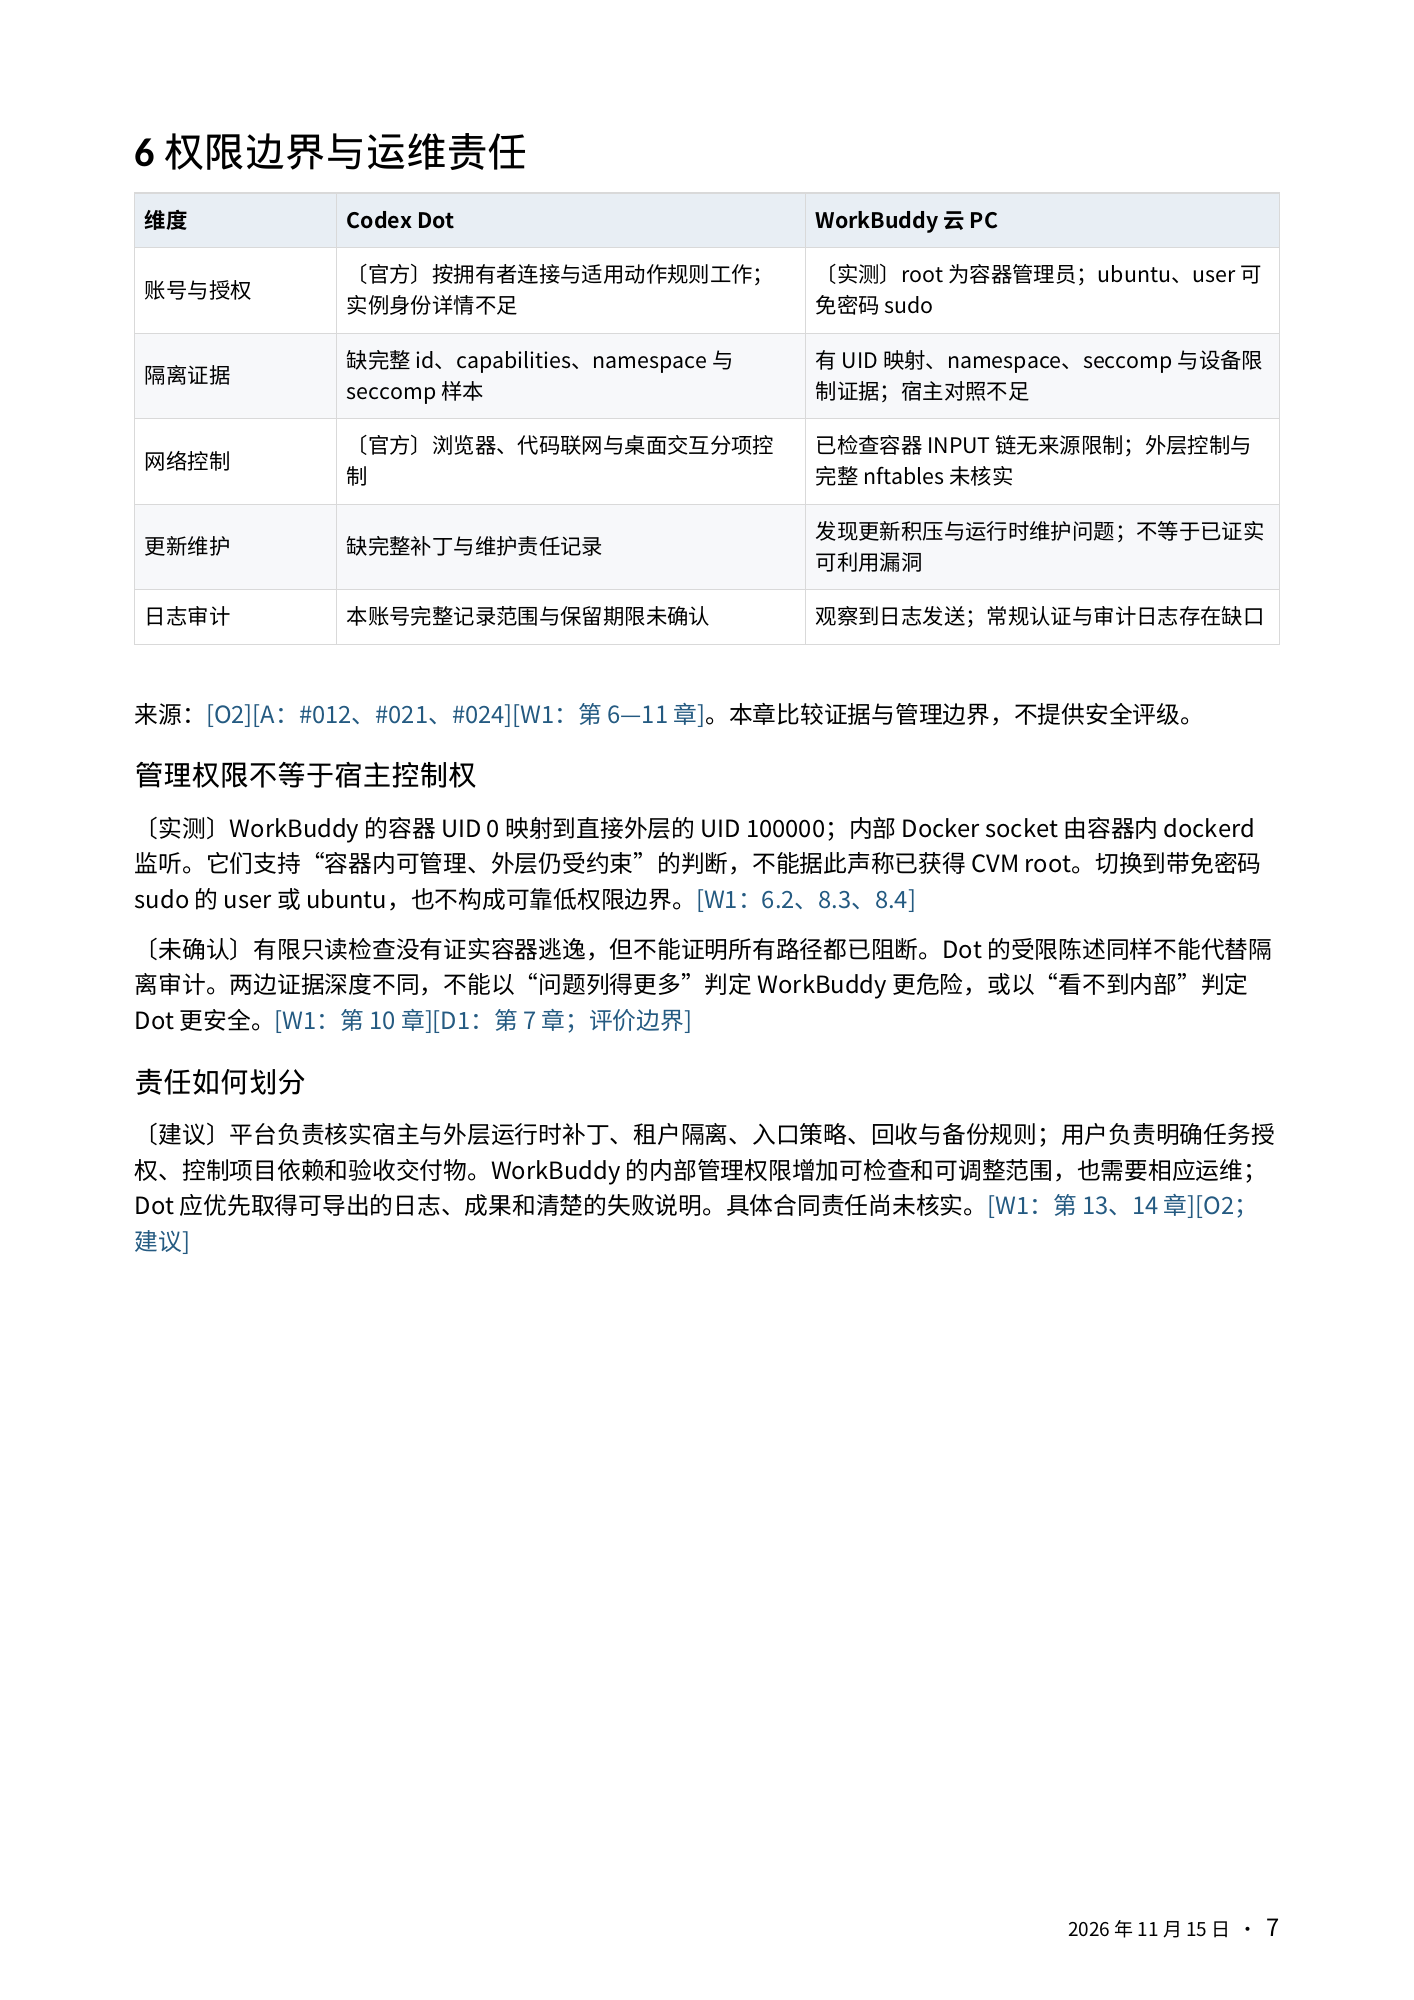 6 权限边界与运维责任
维度 Codex Dot WorkBuddy 云 PC
账号与授权
〔官方〕按拥有者连接与适用动作规则工作；
实例身份详情不足
〔实测〕root 为容器管理员；ubuntu、user 可
免密码 sudo
隔离证据
缺完整 id、capabilities、namespace 与
seccomp 样本
有 UID 映射、namespace、seccomp 与设备限
制证据；宿主对照不足
网络控制
〔官方〕浏览器、代码联网与桌面交互分项控
制
已检查容器 INPUT 链无来源限制；外层控制与
完整 nftables 未核实
更新维护
缺完整补丁与维护责任记录
发现更新积压与运行时维护问题；不等于已证实
可利用漏洞
日志审计
本账号完整记录范围与保留期限未确认
观察到日志发送；常规认证与审计日志存在缺口
来源：[O2][A：#012、#021、#024][W1：第 6—11 章]。本章比较证据与管理边界，不提供安全评级。
管理权限不等于宿主控制权
〔实测〕WorkBuddy 的容器 UID 0 映射到直接外层的 UID 100000；内部 Docker socket 由容器内 dockerd
监听。它们支持“容器内可管理、外层仍受约束”的判断，不能据此声称已获得 CVM root。切换到带免密码
sudo 的 user 或 ubuntu，也不构成可靠低权限边界。[W1：6.2、8.3、8.4]
〔未确认〕有限只读检查没有证实容器逃逸，但不能证明所有路径都已阻断。Dot 的受限陈述同样不能代替隔
离审计。两边证据深度不同，不能以“问题列得更多”判定 WorkBuddy 更危险，或以“看不到内部”判定
Dot 更安全。[W1：第 10 章][D1：第 7 章；评价边界]
责任如何划分
〔建议〕平台负责核实宿主与外层运行时补丁、租户隔离、入口策略、回收与备份规则；用户负责明确任务授
权、控制项目依赖和验收交付物。WorkBuddy 的内部管理权限增加可检查和可调整范围，也需要相应运维；
Dot 应优先取得可导出的日志、成果和清楚的失败说明。具体合同责任尚未核实。[W1：第 13、14 章][O2；
建议]
2026 年 11 月 15 日 · 7